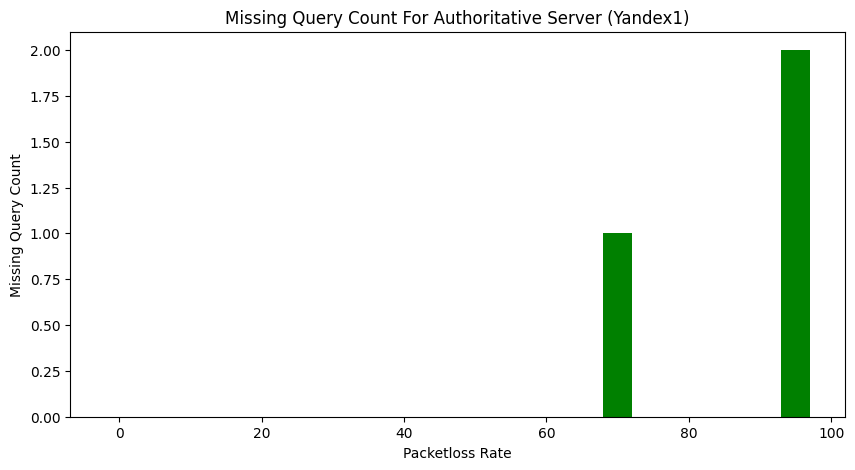 Missing Query Count For Authoritative Server (Yandex1)
2.00
1.75
1.50
1.25
1.00
0.75
0.50
0.25
0.00
Missing Query Count
0 20 40 60 80 100
Packetloss Rate